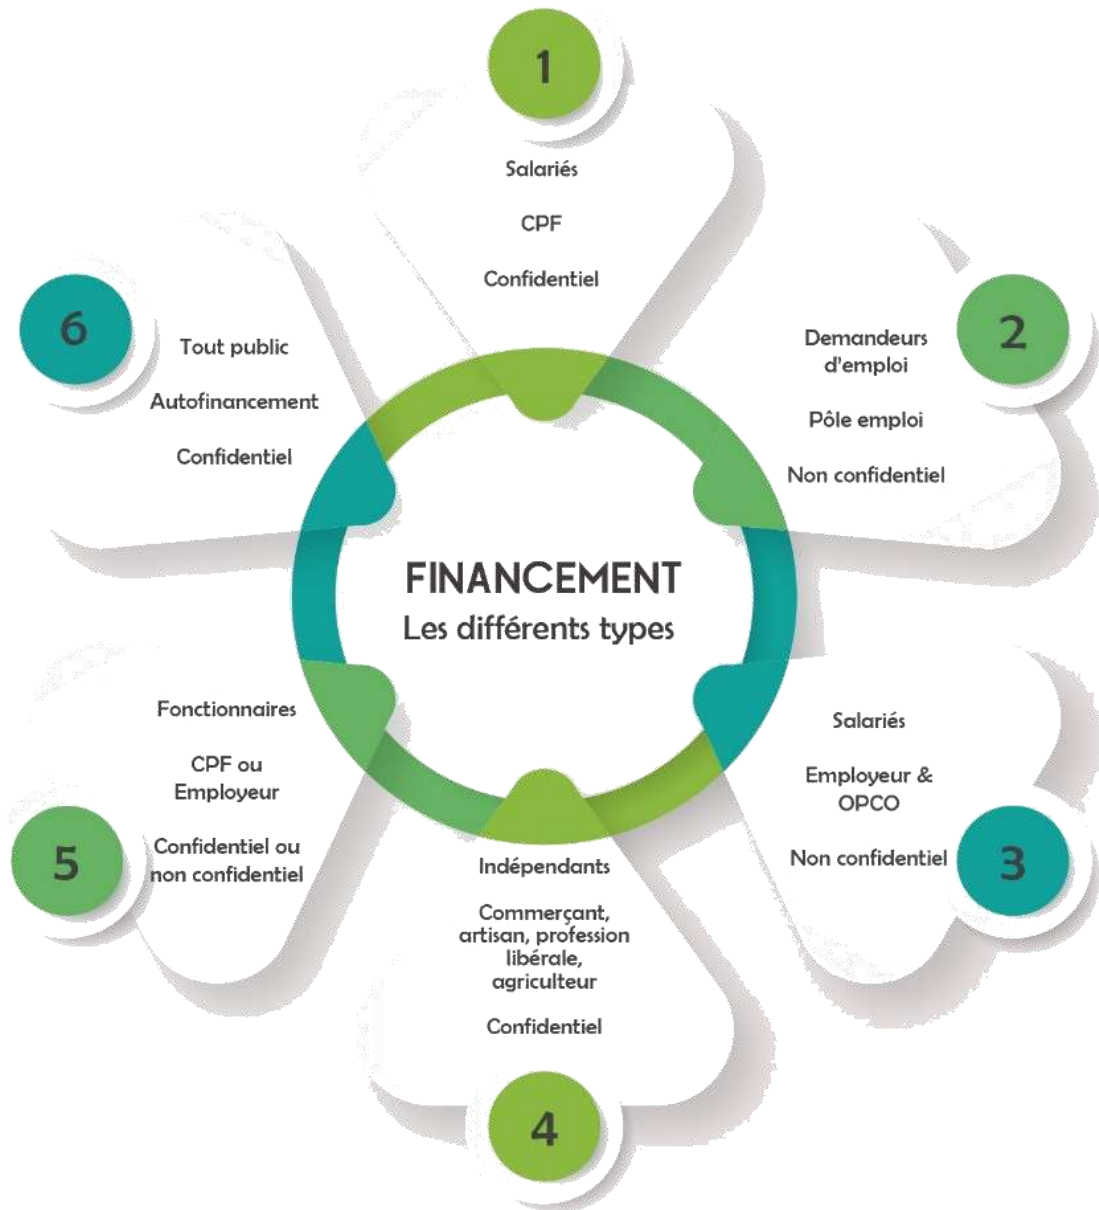 FINANCEMENT
Les différents types
1
Salariés
CPF
Confidentiel
2
Demandeurs
d'emploi
Pôle emploi
Non confidentiel
3
Salariés
Employeur &
OPCO
Non confidentiel
4
Indépendants
Commerçant,
artisan, profession
libérale,
agriculteur
Confidentiel
5
Fonctionnaires
CPF ou
Employeur
Confidentiel ou
non confidentiel
6
Tout public
Autofinancement
Confidentiel